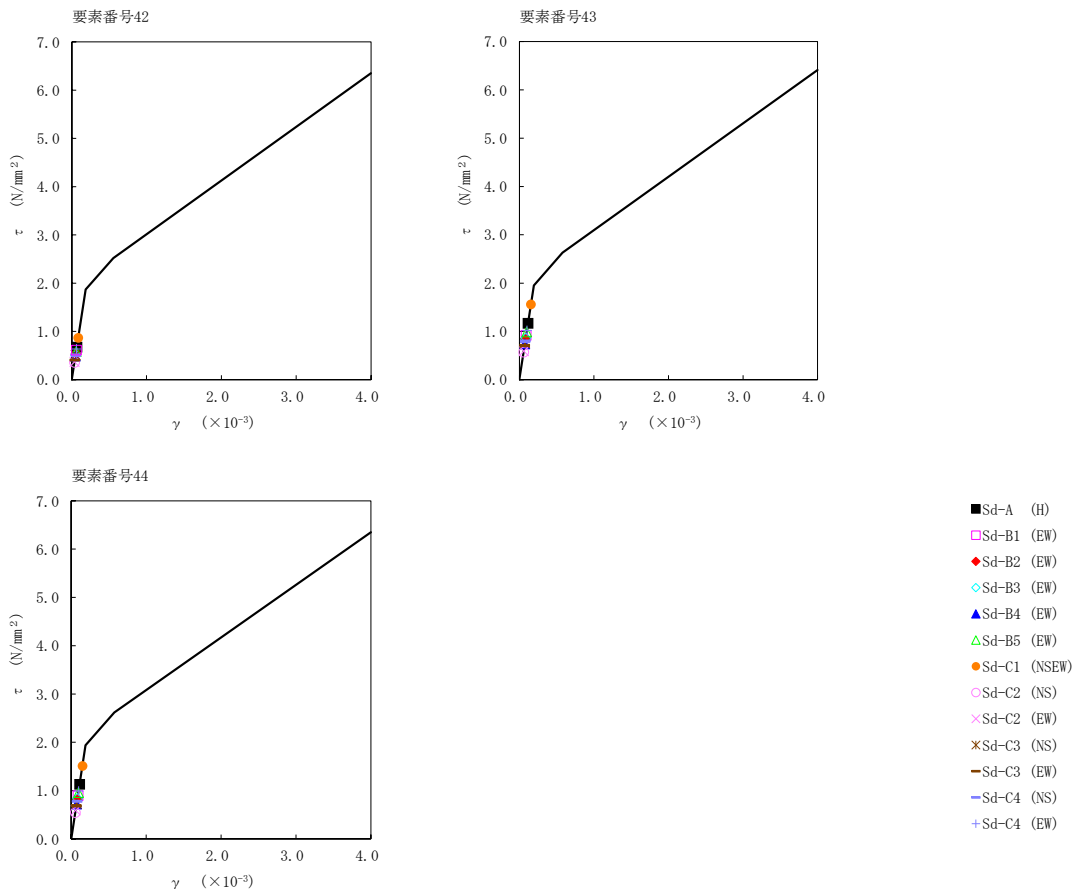 要素番号42
7.0
6.0
5.0
4.0
3.0
2.0
1.0
0.0
τ (N/mm²)
0.0 1.0 2.0 3.0 4.0
γ (×10⁻³)
要素番号43
7.0
6.0
5.0
4.0
3.0
2.0
1.0
0.0
τ (N/mm²)
0.0 1.0 2.0 3.0 4.0
γ (×10⁻³)
要素番号44
7.0
6.0
5.0
4.0
3.0
2.0
1.0
0.0
τ (N/mm²)
0.0 1.0 2.0 3.0 4.0
γ (×10⁻³)
Sd-A (H)
Sd-B1 (EW)
Sd-B2 (EW)
Sd-B3 (EW)
Sd-B4 (EW)
Sd-B5 (EW)
Sd-C1 (NSEW)
Sd-C2 (NS)
Sd-C2 (EW)
Sd-C3 (NS)
Sd-C3 (EW)
Sd-C4 (NS)
Sd-C4 (EW)